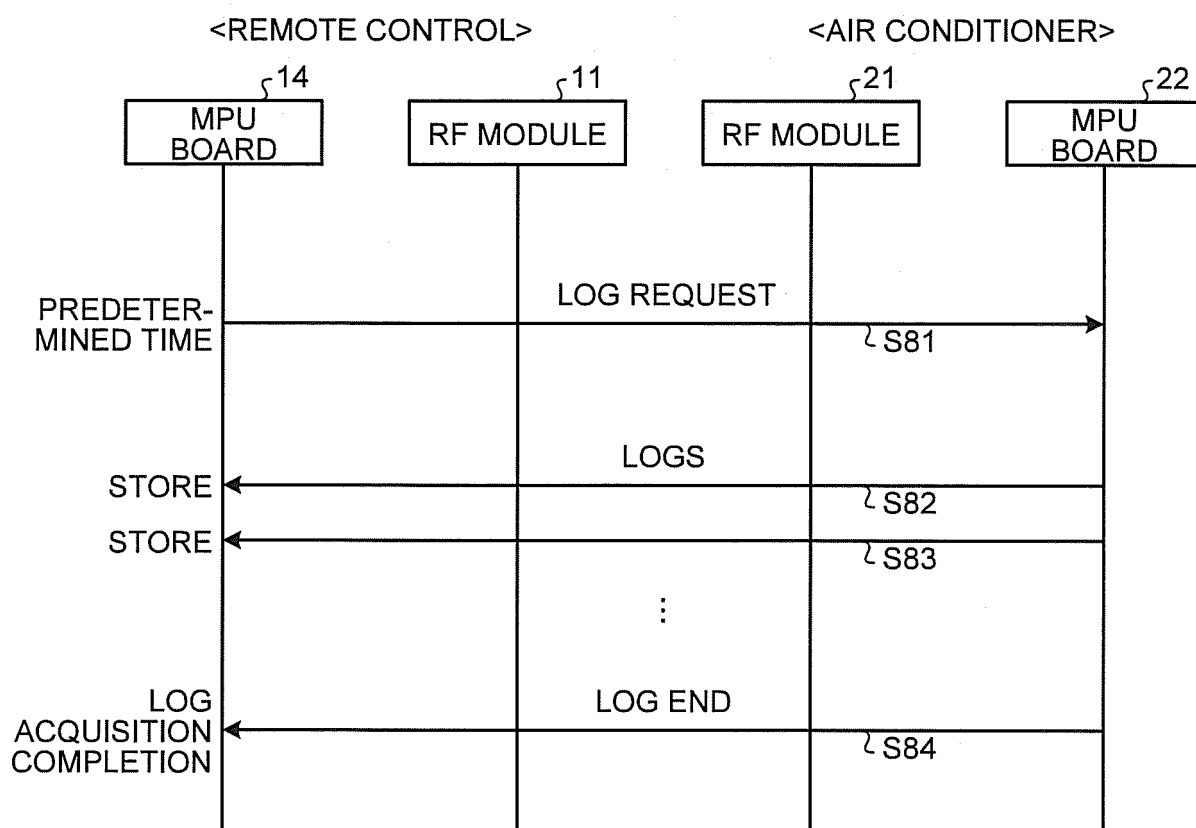 <REMOTE CONTROL>
<AIR CONDITIONER>
14
11
21
22
MPU
BOARD
RF MODULE
RF MODULE
MPU
BOARD
PREDETER-
MINED TIME
LOG REQUEST
S81
LOGS
STORE
S82
STORE
S83
⋮
LOG
ACQUISITION
COMPLETION
LOG END
S84